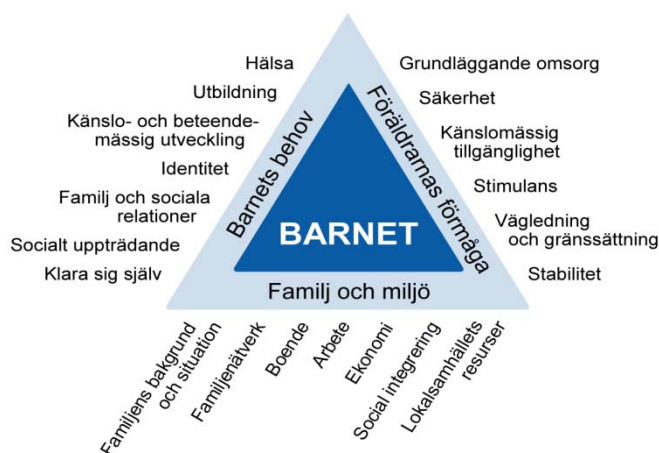 Hälsa
Utbildning
Känslo- och beteende-
mässig utveckling
Identitet
Familj och sociala
relationer
Socialt uppträdande
Klara sig själv
Barnets behov
BARNET
Föräldrarnas förmåga
Grundläggande omsorg
Säkerhet
Känslomässig
tillgänglighet
Stimulans
Vägledning
och gränssättning
Stabilitet
Familj och miljö
Familjens bakgrund
och situation
Familjenätverk
Boende
Arbete
Ekonomi
Social integrering
Lokalsamhällets
resurser